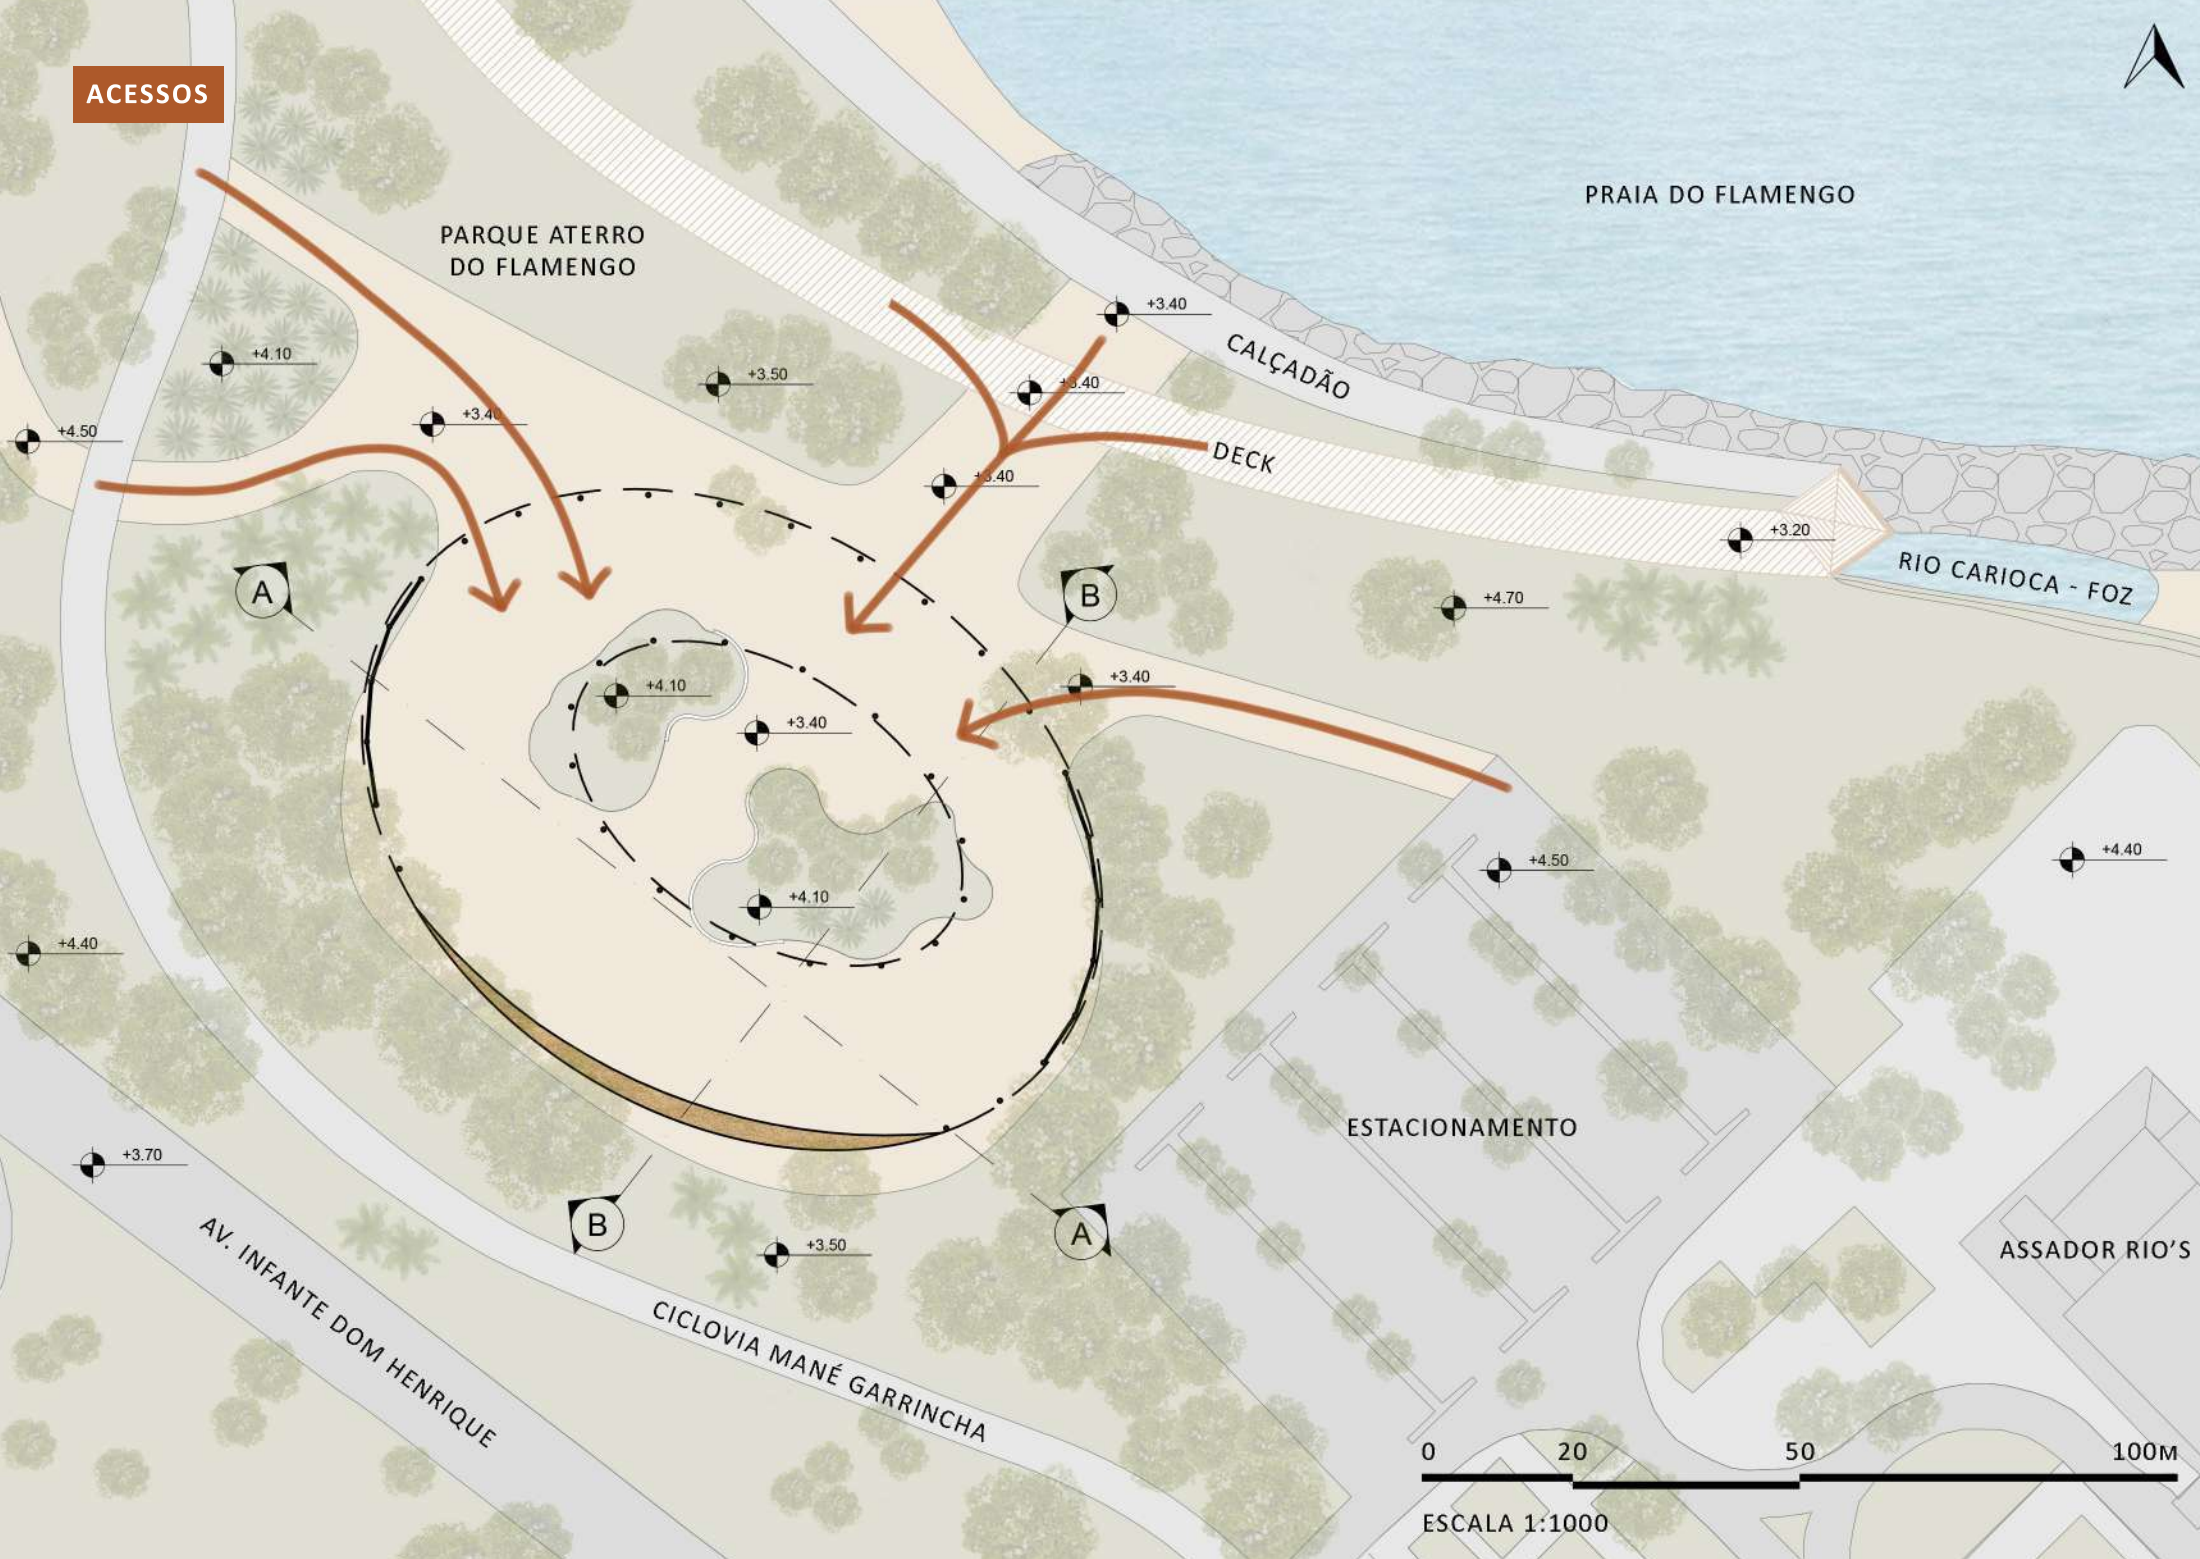 ACESSOS
PRAIA DO FLAMENGO
PARQUE ATERRO
DO FLAMENGO
+3.40
CALÇADÃO
+4.10
+3.50
+3.40
+3.40
+4.50
DECK
+3.40
+3.20
RIO CARIOCA - FOZ
A
B
+4.70
+4.10
+3.40
+3.40
+4.50
+4.40
+4.10
+4.40
ESTACIONAMENTO
+3.70
B
A
+3.50
ASSADOR RIO'S
AV. INFANTE DOM HENRIQUE
CICLOVIA MANÉ GARRINCHA
0 20 50 100M
ESCALA 1:1000